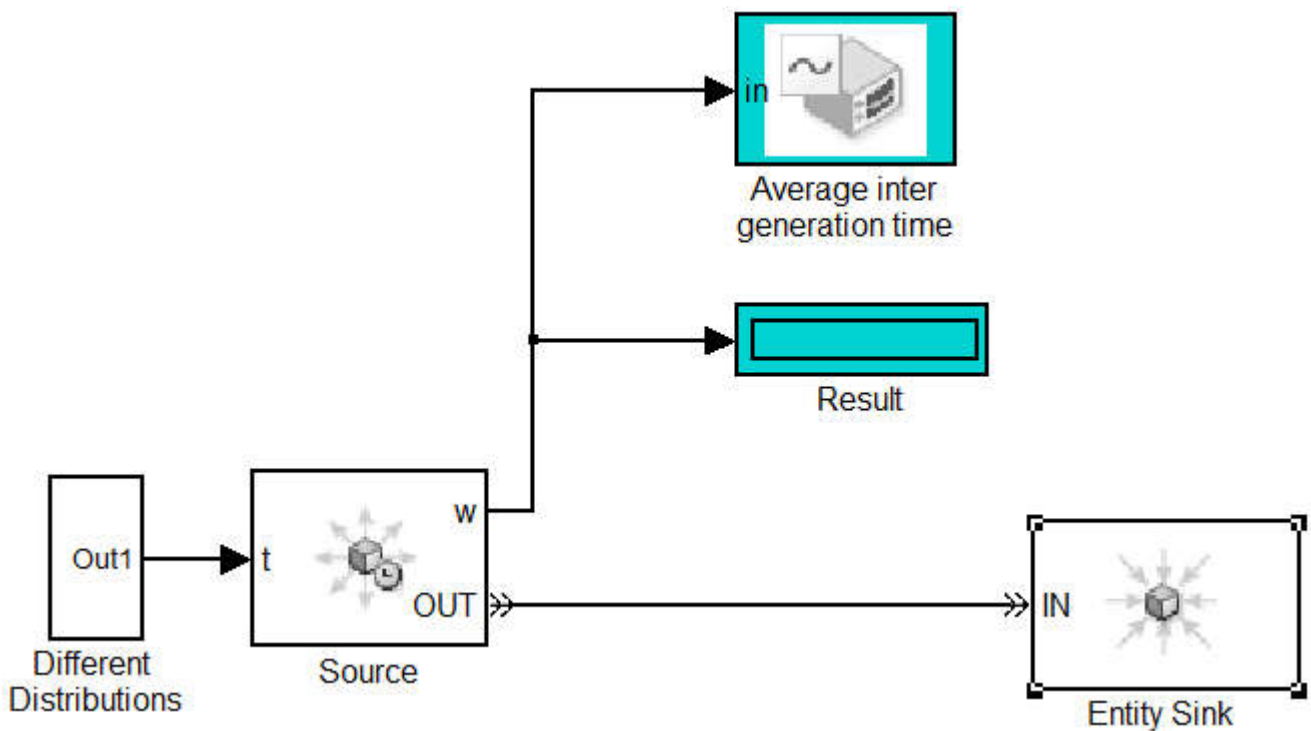 in
Average inter
generation time
Result
Out1
t
w
OUT
IN
Different
Distributions
Source
Entity Sink